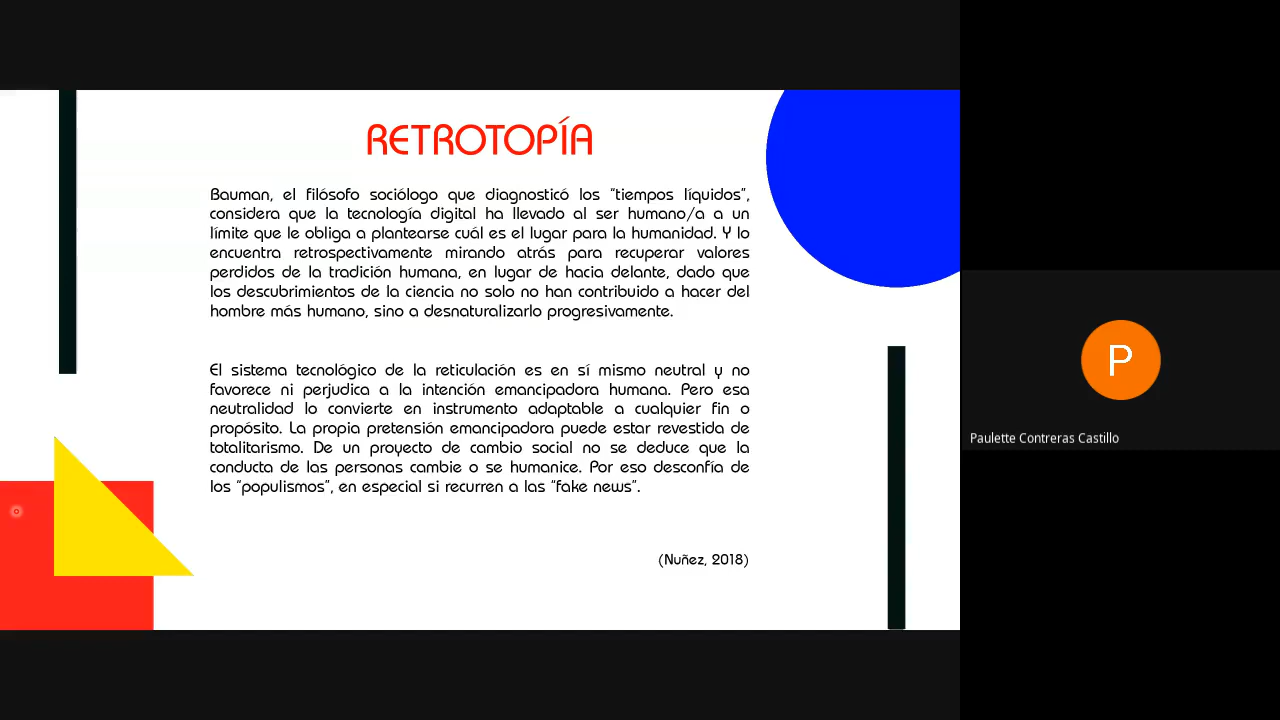 RETROTOPÍA
Bauman, el filósofo sociólogo que diagnosticó los "tiempos líquidos",
considera que la tecnología digital ha llevado al ser humano/a a un
límite que le obliga a plantearse cuál es el lugar para la humanidad. Y lo
encuentra retrospectivamente mirando atrás para recuperar valores
perdidos de la tradición humana, en lugar de hacia delante, dado que
los descubrimientos de la ciencia no solo no han contribuido a hacer del
hombre más humano, sino a desnaturalizarlo progresivamente.
El sistema tecnológico de la reticulación es en sí mismo neutral y no
favorece ni perjudica a la intención emancipadora humana. Pero esa
neutralidad lo convierte en instrumento adaptable a cualquier fin o
propósito. La propia pretensión emancipadora puede estar revestida de
totalitarismo. De un proyecto de cambio social no se deduce que la
conducta de las personas cambie o se humanice. Por eso desconfía de
los "populismos", en especial si recurren a las "fake news".
(Nuñez, 2018)
P
Paulette Contreras Castillo